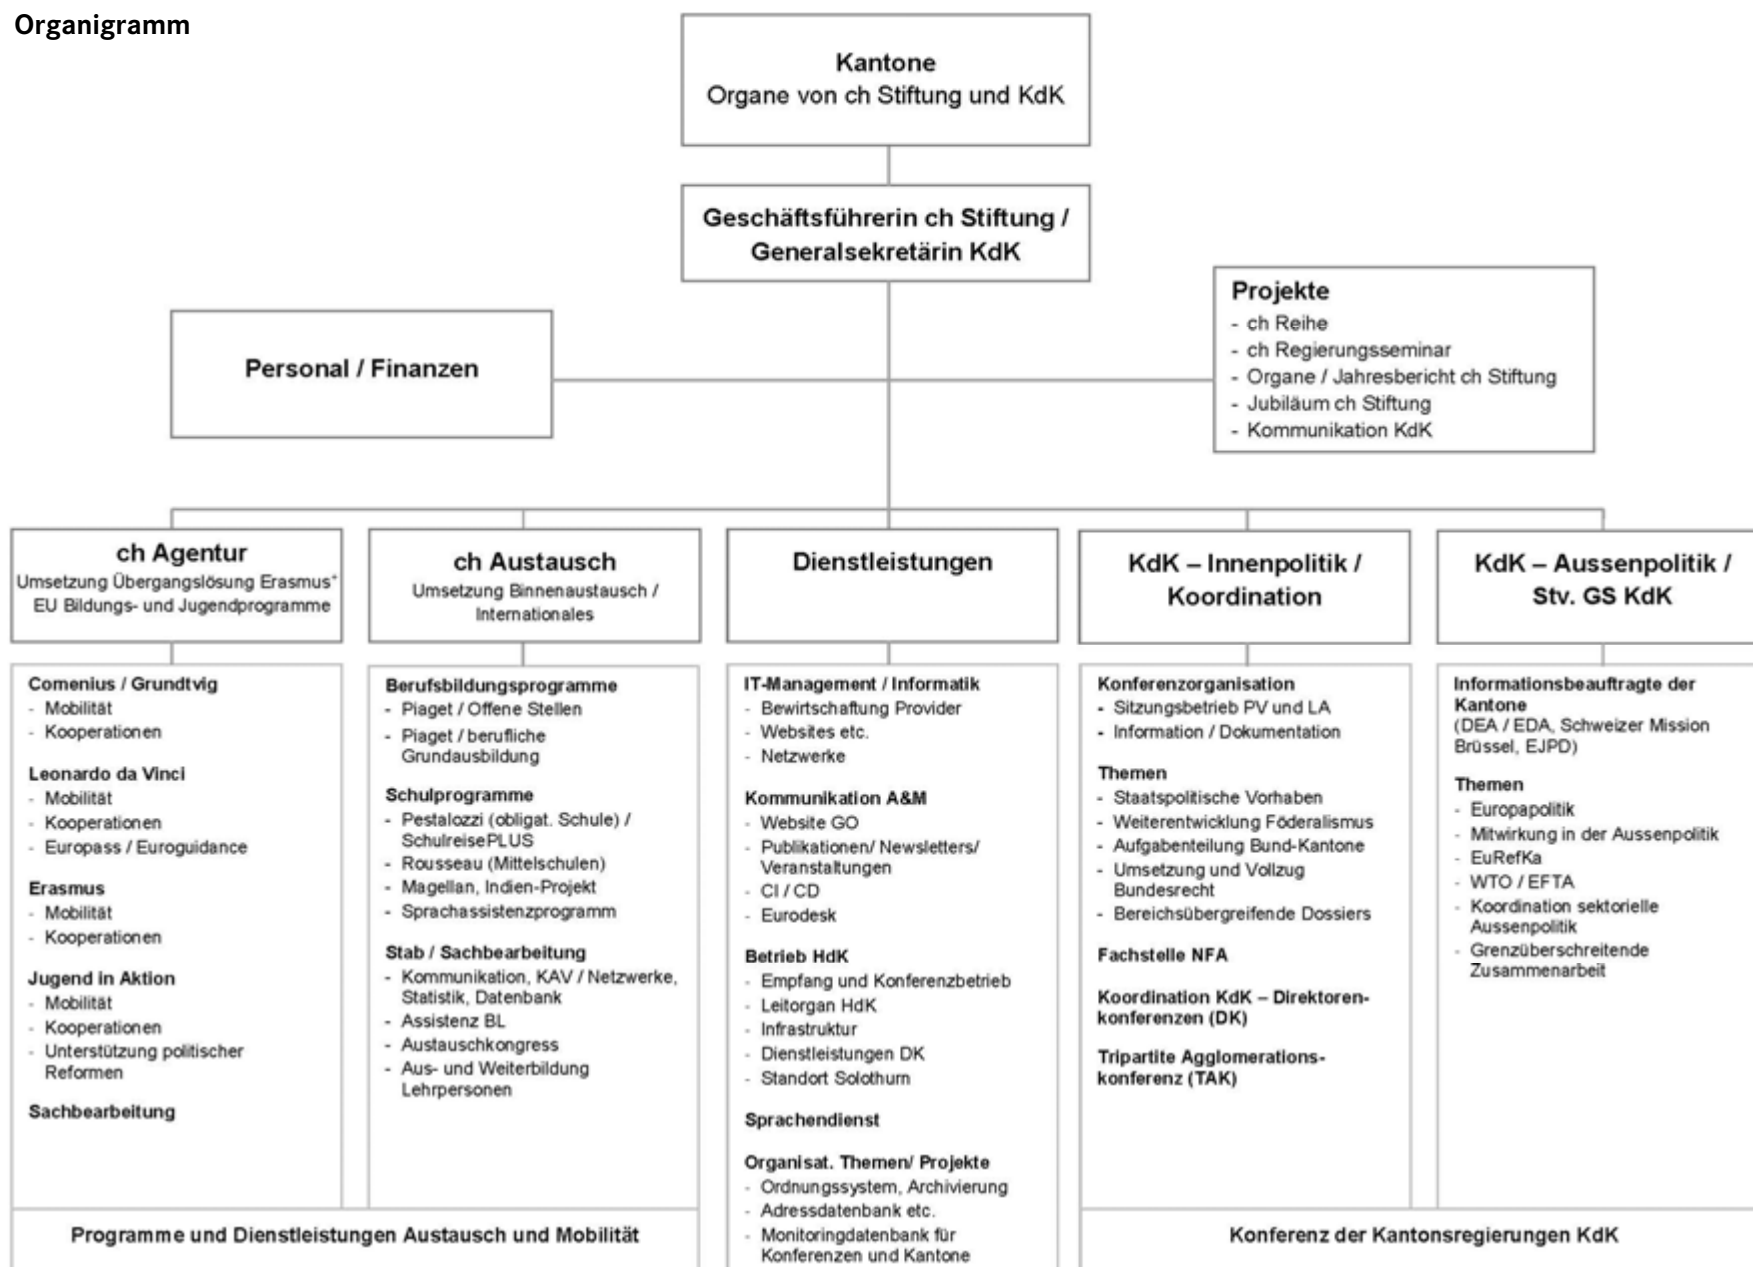 Organigramm
Kantone
Organe von ch Stiftung und KdK
Geschäftsführerin ch Stiftung /
Generalsekretärin KdK
Personal / Finanzen
Projekte
- ch Reihe
- ch Regierungsseminar
- Organe / Jahresbericht ch Stiftung
- Jubiläum ch Stiftung
- Kommunikation KdK
ch Agentur
Umsetzung Übergangslösung Erasmus+
EU Bildungs- und Jugendprogramme
Comenius / Grundtvig
- Mobilität
- Kooperationen
Leonardo da Vinci
- Mobilität
- Kooperationen
- Europass / Euroguidance
Erasmus
- Mobilität
- Kooperationen
Jugend in Aktion
- Mobilität
- Kooperationen
- Unterstützung politischer
Reformen
Sachbearbeitung
ch Austausch
Umsetzung Binnenaustausch /
Internationales
Berufsbildungsprogramme
- Piaget / Offene Stellen
- Piaget / berufliche
Grundausbildung
Schulprogramme
- Pestalozzi (obligat. Schule) /
SchulreisePLUS
- Rousseau (Mittelschulen)
- Magellan, Indien-Projekt
- Sprachassistenzprogramm
Stab / Sachbearbeitung
- Kommunikation, KAV / Netzwerke,
Statistik, Datenbank
- Assistenz BL
- Austauschkongress
- Aus- und Weiterbildung
Lehrpersonen
Programme und Dienstleistungen Austausch und Mobilität
Dienstleistungen
IT-Management / Informatik
- Bewirtschaftung Provider
- Websites etc.
- Netzwerke
Kommunikation A&M
- Website GO
- Publikationen/ Newsletters/
Veranstaltungen
- CI / CD
- Eurodesk
Betrieb HdK
- Empfang und Konferenzbetrieb
- Leitorgan HdK
- Infrastruktur
- Dienstleistungen DK
- Standort Solothurn
Sprachendienst
Organisat. Themen/ Projekte
- Ordnungssystem, Archivierung
- Adressdatenbank etc.
- Monitoringdatenbank für
Konferenzen und Kantone
KdK – Innenpolitik /
Koordination
Konferenzorganisation
- Sitzungsbetrieb PV und LA
- Information / Dokumentation
Themen
- Staatspolitische Vorhaben
- Weiterentwicklung Föderalismus
- Aufgabenteilung Bund-Kantone
- Umsetzung und Vollzug
Bundesrecht
- Bereichsübergreifende Dossiers
Fachstelle NFA
Koordination KdK – Direktoren-
konferenzen (DK)
Tripartite Agglomerations-
konferenz (TAK)
KdK – Aussenpolitik /
Stv. GS KdK
Informationsbeauftragte der
Kantone
(DEA / EDA, Schweizer Mission
Brüssel, EJPD)
Themen
- Europapolitik
- Mitwirkung in der Aussenpolitik
- EuRefKa
- WTO / EFTA
- Koordination sektorielle
Aussenpolitik
- Grenzüberschreitende
Zusammenarbeit
Konferenz der Kantonsregierungen KdK